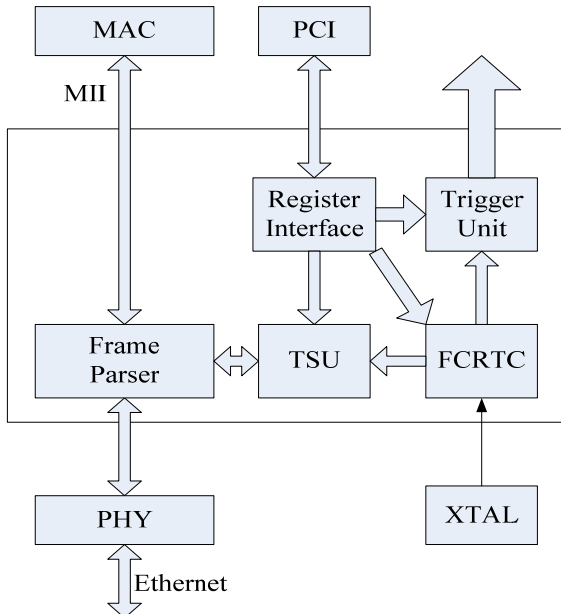 MAC
PCI
MII
Register
Interface
Trigger
Unit
Frame
Parser
TSU
FCRTC
PHY
XTAL
Ethernet